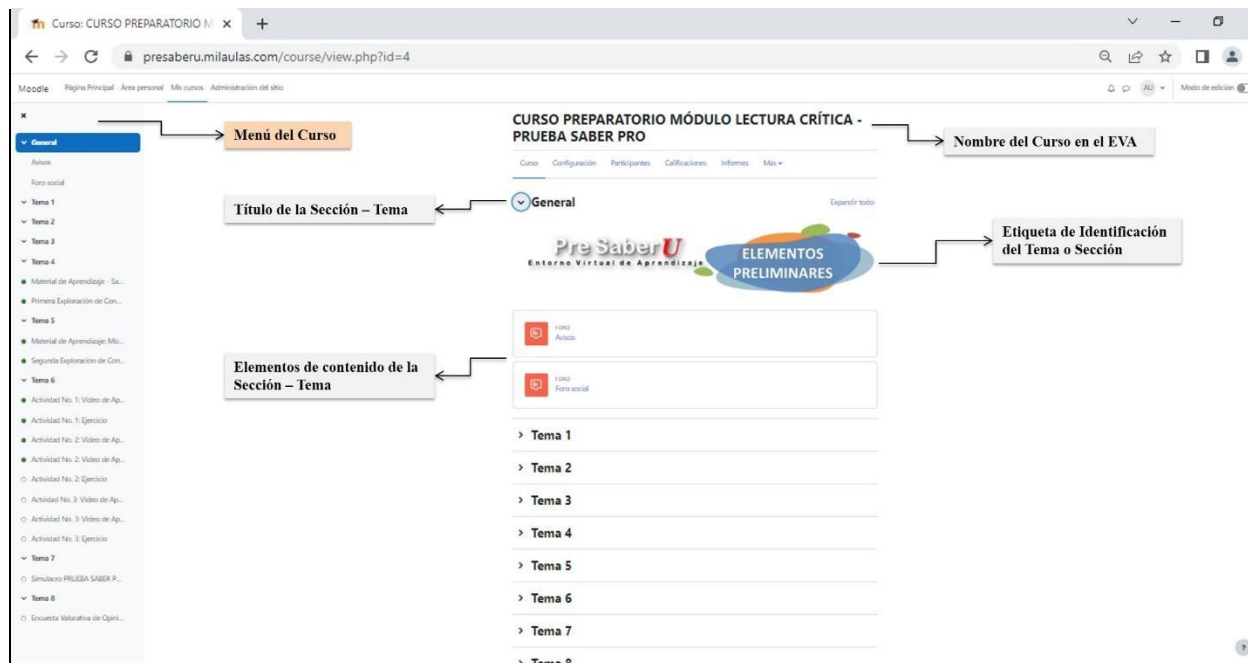 Curso: CURSO PREPARATORIO M
presaberu.milaulas.com/course/view.php?id=4
Moodle Página Principal Área personal Mis cursos Administración del sitio
AU Modo de edición
General
Avisos
Foro social
Tema 1
Tema 2
Tema 3
Tema 4
Material de Aprendizaje - Sa...
Primera Exploración de Con...
Tema 5
Material de Aprendizaje: Mó...
Segunda Exploración de Con...
Tema 6
Actividad No. 1: Video de Ap...
Actividad No. 1: Ejercicio
Actividad No. 2: Video de Ap...
Actividad No. 2: Video de Ap...
Actividad No. 2: Ejercicio
Actividad No. 3: Video de Ap...
Actividad No. 3: Video de Ap...
Actividad No. 3: Ejercicio
Tema 7
Simulacro PRUEBA SABER P...
Tema 8
Encuesta Valorativa de Opini...
Menú del Curso
Título de la Sección – Tema
Elementos de contenido de la
Sección – Tema
CURSO PREPARATORIO MÓDULO LECTURA CRÍTICA -
PRUEBA SABER PRO
Curso Configuración Participantes Calificaciones Informes Más
General
Expandir todo
Pre Saber U
Entorno Virtual de Aprendizaje
ELEMENTOS
PRELIMINARES
FORO
Avisos
FORO
Foro social
Tema 1
Tema 2
Tema 3
Tema 4
Tema 5
Tema 6
Tema 7
Tema 8
Nombre del Curso en el EVA
Etiqueta de Identificación
del Tema o Sección
?